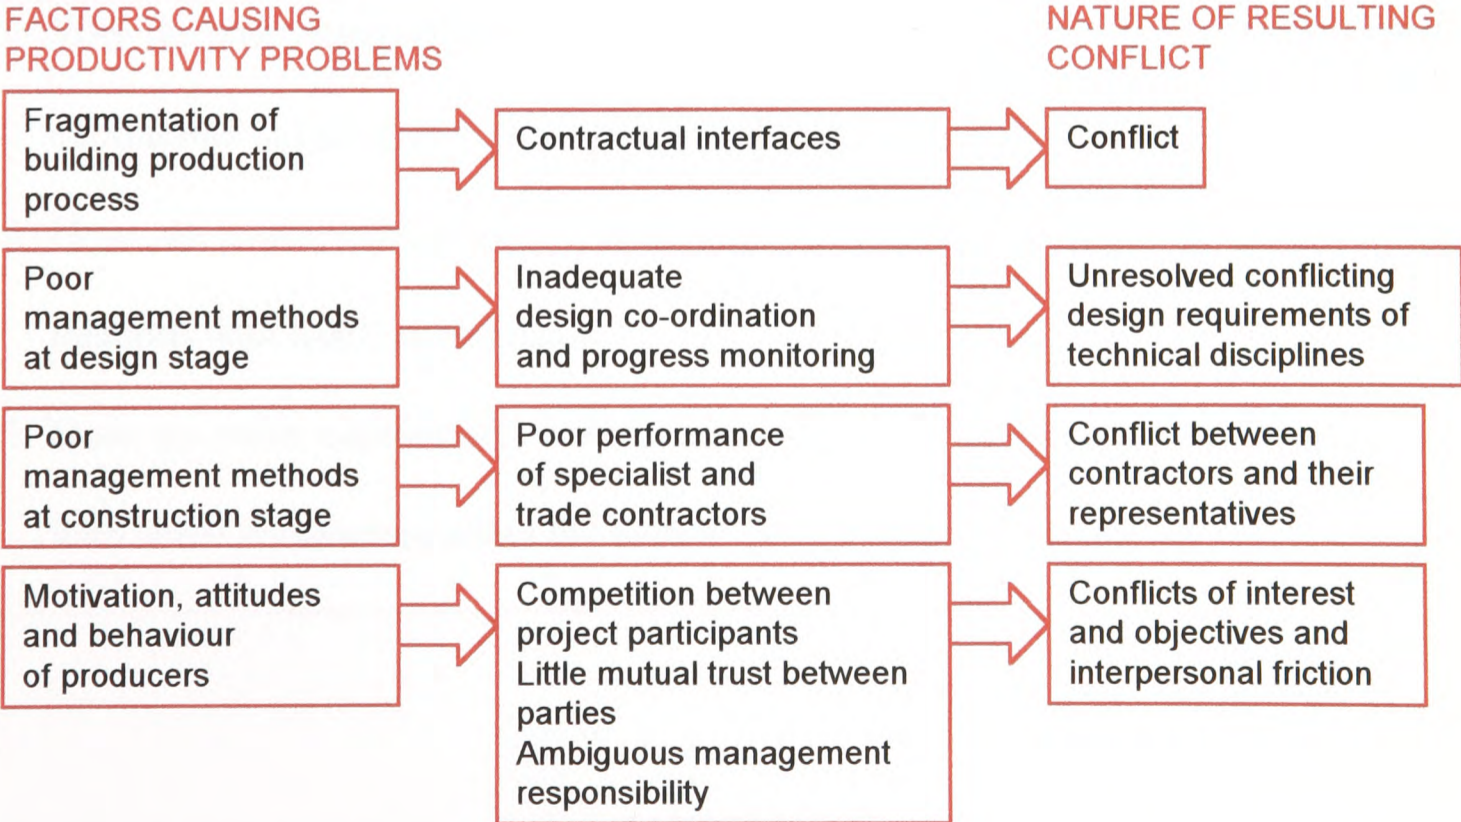 FACTORS CAUSING
PRODUCTIVITY PROBLEMS
NATURE OF RESULTING
CONFLICT
Fragmentation of
building production
process
Contractual interfaces
Conflict
Poor
management methods
at design stage
Inadequate
design co-ordination
and progress monitoring
Unresolved conflicting
design requirements of
technical disciplines
Poor
management methods
at construction stage
Poor performance
of specialist and
trade contractors
Conflict between
contractors and their
representatives
Motivation, attitudes
and behaviour
of producers
Competition between
project participants
Little mutual trust between
parties
Ambiguous management
responsibility
Conflicts of interest
and objectives and
interpersonal friction